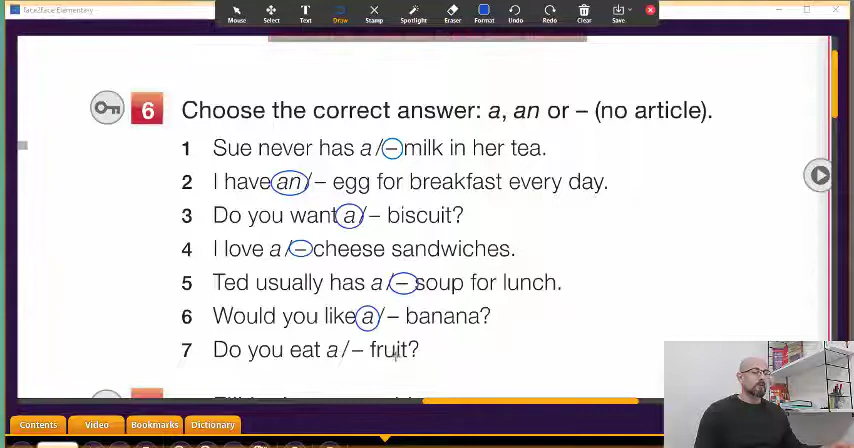 face2face Elementary
Mouse Select Text Draw Stamp Spotlight Eraser Format Undo Redo Clear Save
6 Choose the correct answer: a, an or – (no article).
1 Sue never has a / – milk in her tea.
2 I have an / – egg for breakfast every day.
3 Do you want a / – biscuit?
4 I love a / – cheese sandwiches.
5 Ted usually has a / – soup for lunch.
6 Would you like a / – banana?
7 Do you eat a / – fruit?
Contents Video Bookmarks Dictionary